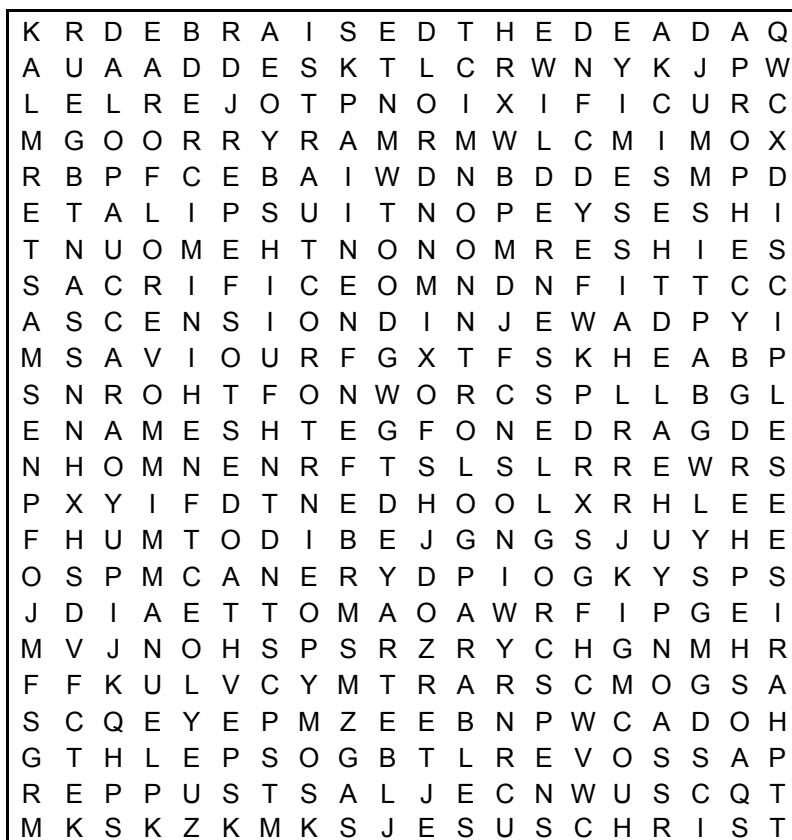 K R D E B R A I S E D T H E D E A D A Q
A U A A D D E S K T L C R W N Y K J P W
L E L R E J O T P N O I X I F I C U R C
M G O O R R Y R A M R M W L C M I M O X
R B P F C E B A I W D N B D D E S M P D
E T A L I P S U I T N O P E Y S E S H I
T N U O M E H T N O N O M R E S H I E S
S A C R I F I C E O M N D N F I T T C C
A S C E N S I O N D I N J E W A D P Y I
M S A V I O U R F G X T F S K H E A B P
S N R O H T F O N W O R C S P L L B G L
E N A M E S H T E G F O N E D R A G D E
N H O M N E N R F T S L S L R R E W R S
P X Y I F D T N E D H O O L X R H L E E
F H U M T O D I B E J G N G S J U Y H E
O S P M C A N E R Y D P I O G K Y S P S
J D I A E T T O M A O A W R F I P G E I
M V J N O H S P S R Z R Y C H G N M H R
F F K U L V C Y M T R A R S C M O G S A
S C Q E Y E P M Z E E B N P W C A D O H
G T H L E P S O G B T L R E V O S S A P
R E P P U S T S A L J E C N W U S C Q T
M K S K Z K M K S J E S U S C H R I S T